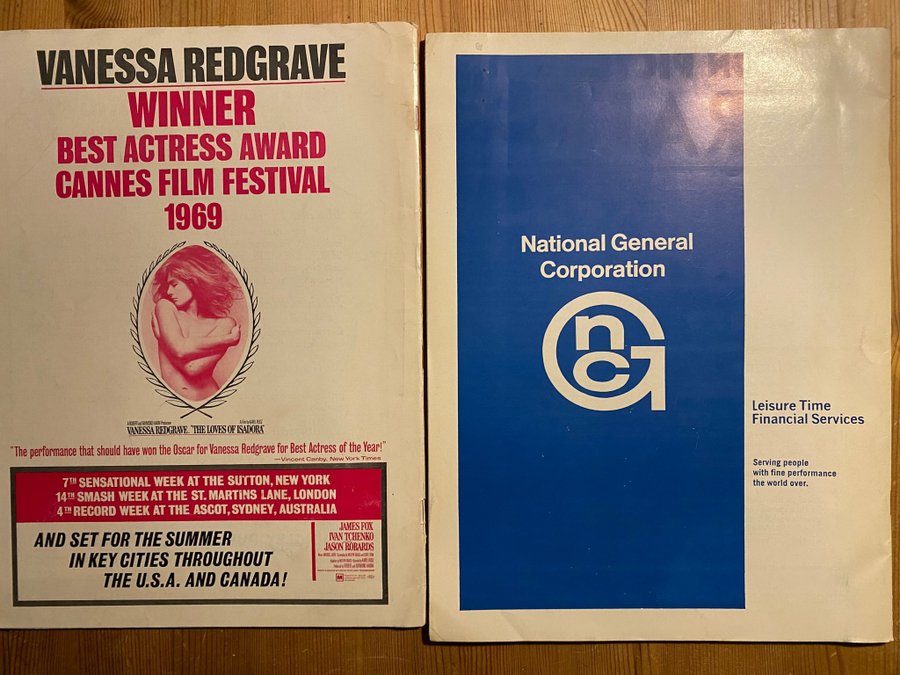 VANESSA REDGRAVE
WINNER
BEST ACTRESS AWARD
CANNES FILM FESTIVAL
1969
VANESSA REDGRAVE. "THE LOVES OF ISADORA"
"The performance that should have won the Oscar for Vanessa Redgrave for Best Actress of the Year!"
—Vincent Canby, New York Times
7TH SENSATIONAL WEEK AT THE SUTTON, NEW YORK
14TH SMASH WEEK AT THE ST. MARTINS LANE, LONDON
4TH RECORD WEEK AT THE ASCOT, SYDNEY, AUSTRALIA
AND SET FOR THE SUMMER
IN KEY CITIES THROUGHOUT
THE U.S.A. AND CANADA!
JAMES FOX
IVAN TCHENKO
JASON ROBARDS
National General
Corporation
nGc
Leisure Time
Financial Services
Serving people
with fine performance
the world over.